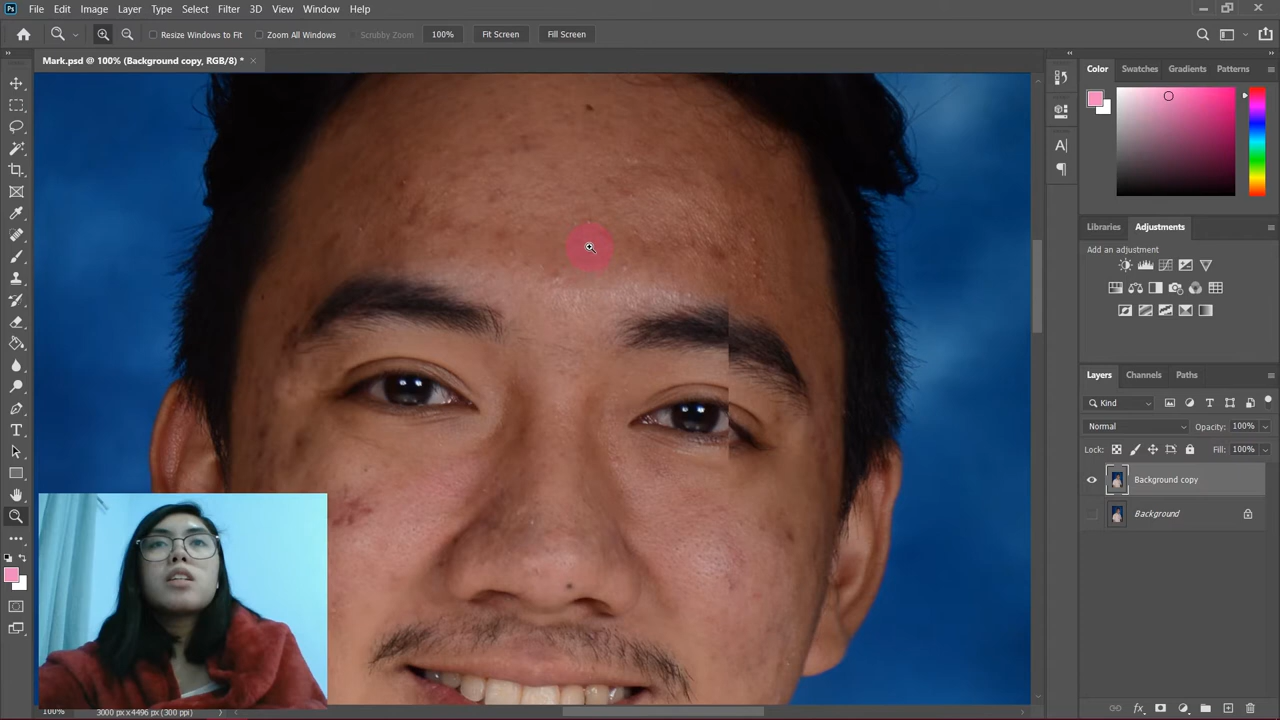 Ps File Edit Image Layer Type Select Filter 3D View Window Help
Resize Windows to Fit Zoom All Windows Scrubby Zoom 100% Fit Screen Fill Screen
Mark.psd @ 100% (Background copy, RGB/8) *
Color Swatches Gradients Patterns
Libraries Adjustments
Add an adjustment
Layers Channels Paths
Kind
Normal Opacity: 100%
Lock: Fill: 100%
Background copy
Background
100% 3000 px x 4496 px (300 ppi)